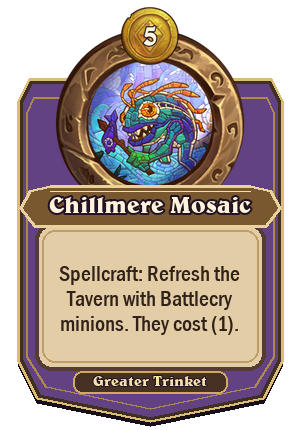 5
Chillmere Mosaic
Spellcraft: Refresh the
Tavern with Battlecry
minions. They cost (1).
Greater Trinket